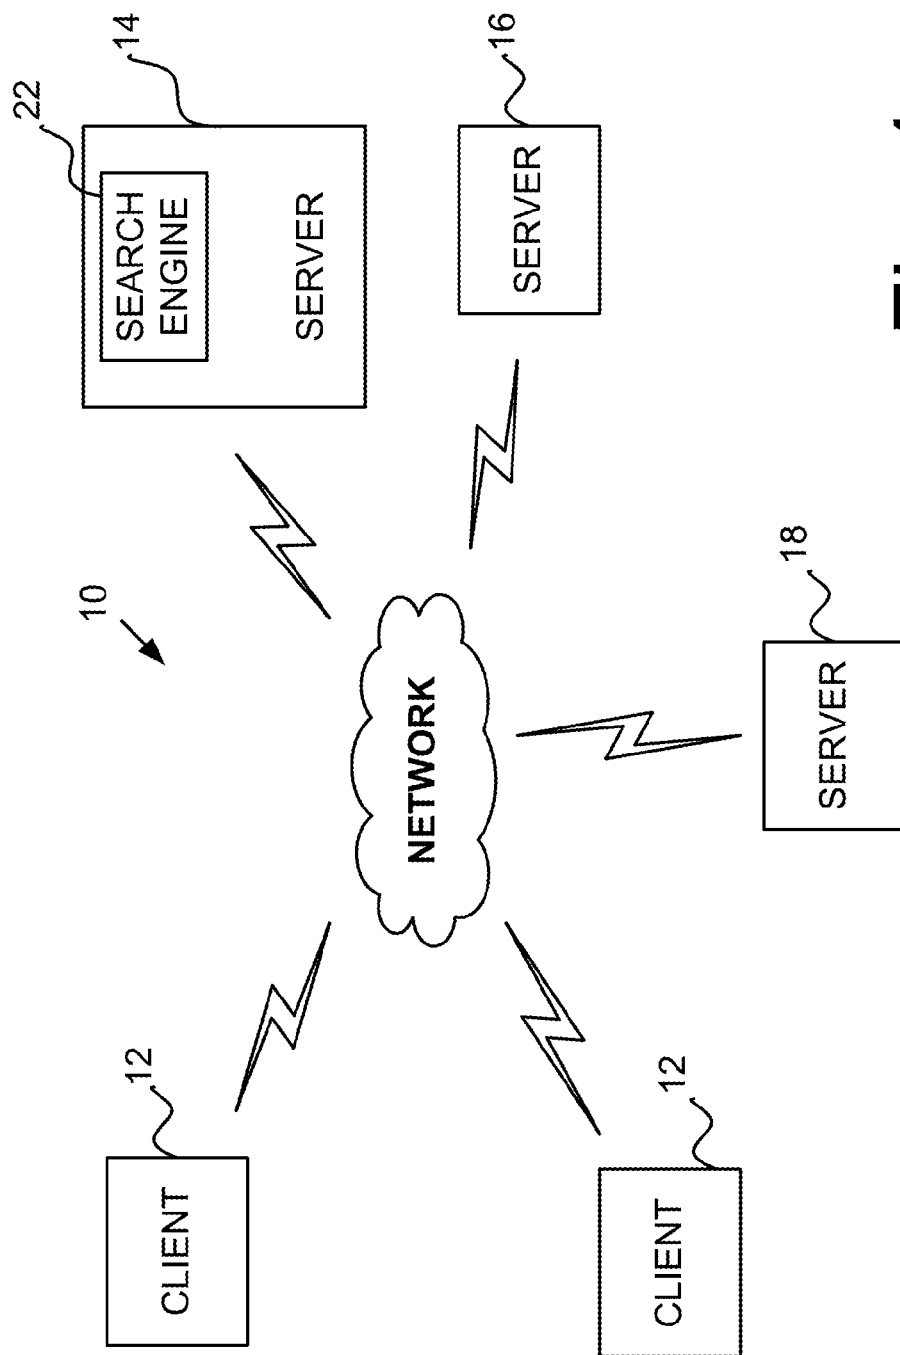 10
22
14
SEARCH
ENGINE
SERVER
12
CLIENT
NETWORK
16
SERVER
12
CLIENT
18
SERVER